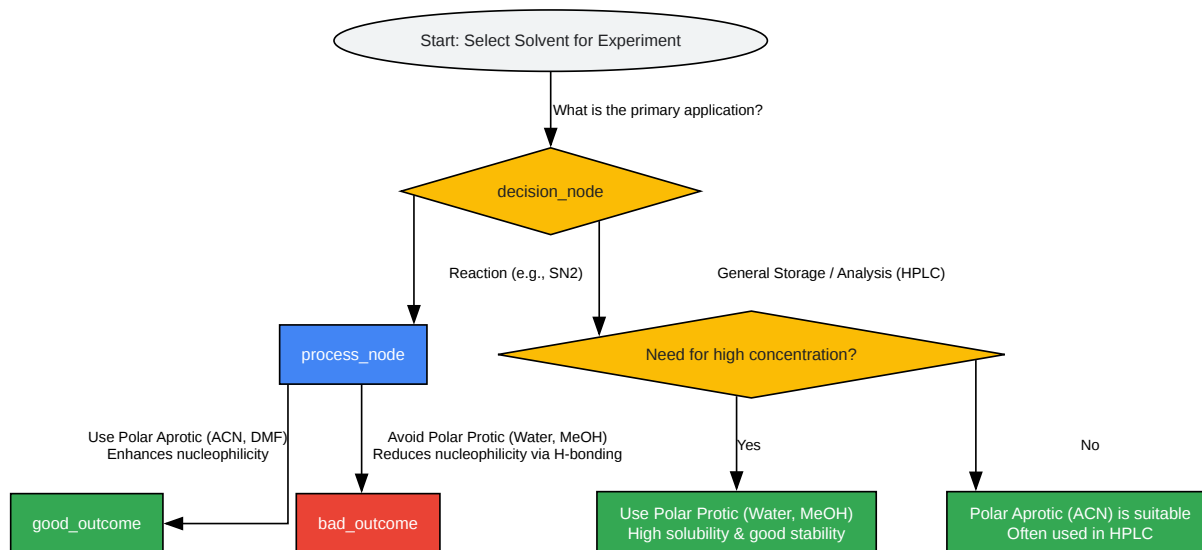 Start: Select Solvent for Experiment
What is the primary application?
decision_node
Reaction (e.g., SN2)
General Storage / Analysis (HPLC)
process_node
Need for high concentration?
Use Polar Aprotic (ACN, DMF)
Enhances nucleophilicity
Avoid Polar Protic (Water, MeOH)
Reduces nucleophilicity via H-bonding
Yes
No
good_outcome
bad_outcome
Use Polar Protic (Water, MeOH)
High solubility & good stability
Polar Aprotic (ACN) is suitable
Often used in HPLC